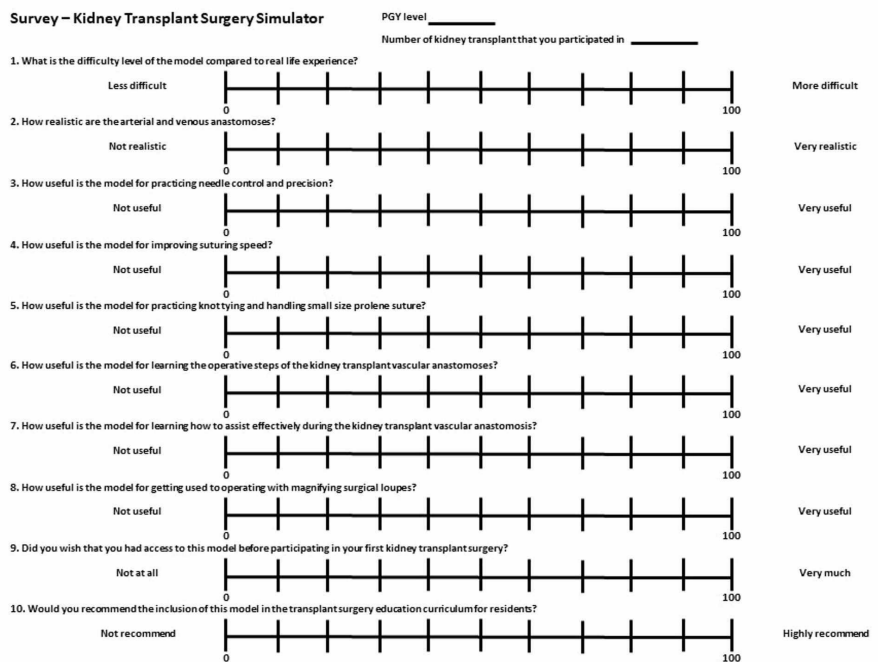 Survey – Kidney Transplant Surgery Simulator
PGY level
Number of kidney transplant that you participated in
1. What is the difficulty level of the model compared to real life experience?
Less difficult
More difficult
0
100
2. How realistic are the arterial and venous anastomoses?
Not realistic
Very realistic
0
100
3. How useful is the model for practicing needle control and precision?
Not useful
Very useful
0
100
4. How useful is the model for improving suturing speed?
Not useful
Very useful
0
100
5. How useful is the model for practicing knot tying and handling small size prolene suture?
Not useful
Very useful
0
100
6. How useful is the model for learning the operative steps of the kidney transplant vascular anastomoses?
Not useful
Very useful
0
100
7. How useful is the model for learning how to assist effectively during the kidney transplant vascular anastomosis?
Not useful
Very useful
0
100
8. How useful is the model for getting used to operating with magnifying surgical loupes?
Not useful
Very useful
0
100
9. Did you wish that you had access to this model before participating in your first kidney transplant surgery?
Not at all
Very much
0
100
10. Would you recommend the inclusion of this model in the transplant surgery education curriculum for residents?
Not recommend
Highly recommend
0
100